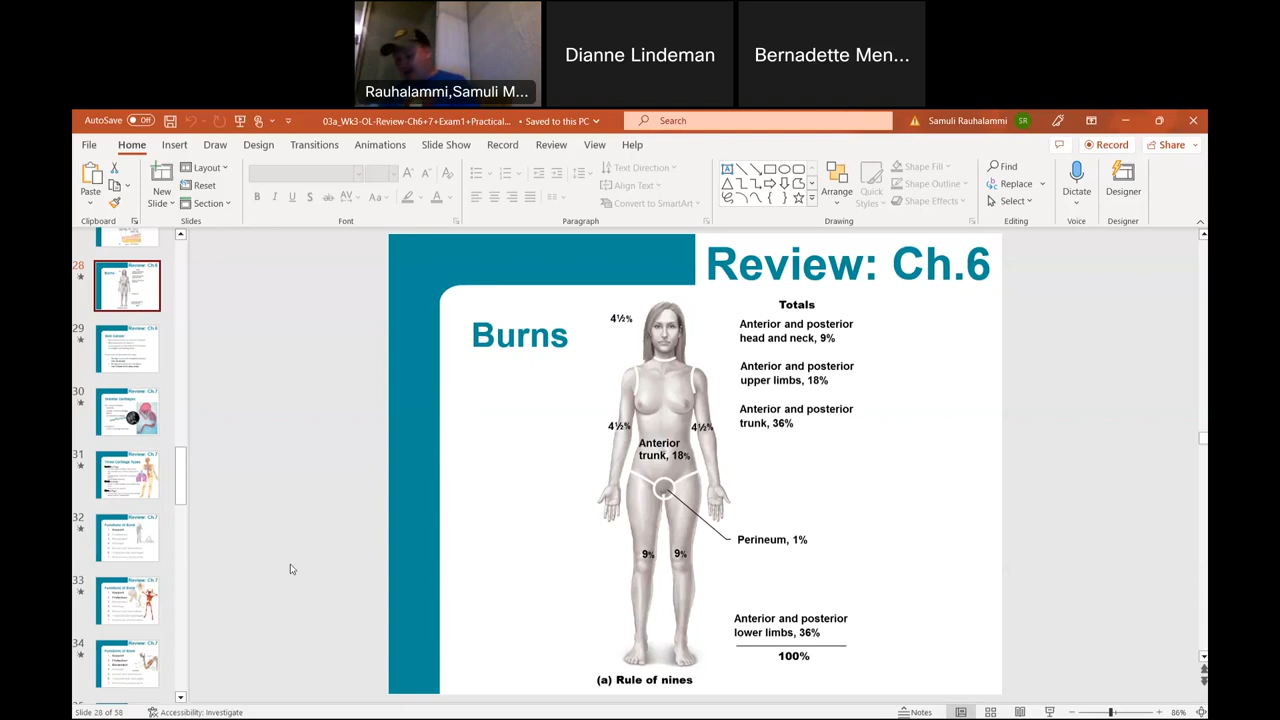 Rauhalammi,Samuli M...
Dianne Lindeman
Bernadette Men...
AutoSave Off
03a_Wk3-OL-Review-Ch6+7+Exam1+Practical... • Saved to this PC
Search
Samuli Rauhalammi SR
File Home Insert Draw Design Transitions Animations Slide Show Record Review View Help
Record Share
Paste
New Slide
Layout
Reset
Section
Text Direction
Align Text
Convert to SmartArt
Arrange
Quick Styles
Shape Fill
Shape Outline
Shape Effects
Find
Replace
Select
Dictate
Designer
Clipboard Slides Font Paragraph Drawing Editing Voice Designer
28
29
30
31
32
33
34
Review: Ch.6
Burns
4½%
Totals
Anterior and posterior
head and neck, 9%
Anterior and posterior
upper limbs, 18%
Anterior and posterior
trunk, 36%
4½% 4½%
Anterior
trunk, 18%
Perineum, 1%
9% 9%
Anterior and posterior
lower limbs, 36%
100%
(a) Rule of nines
Slide 28 of 58 Accessibility: Investigate Notes 86%